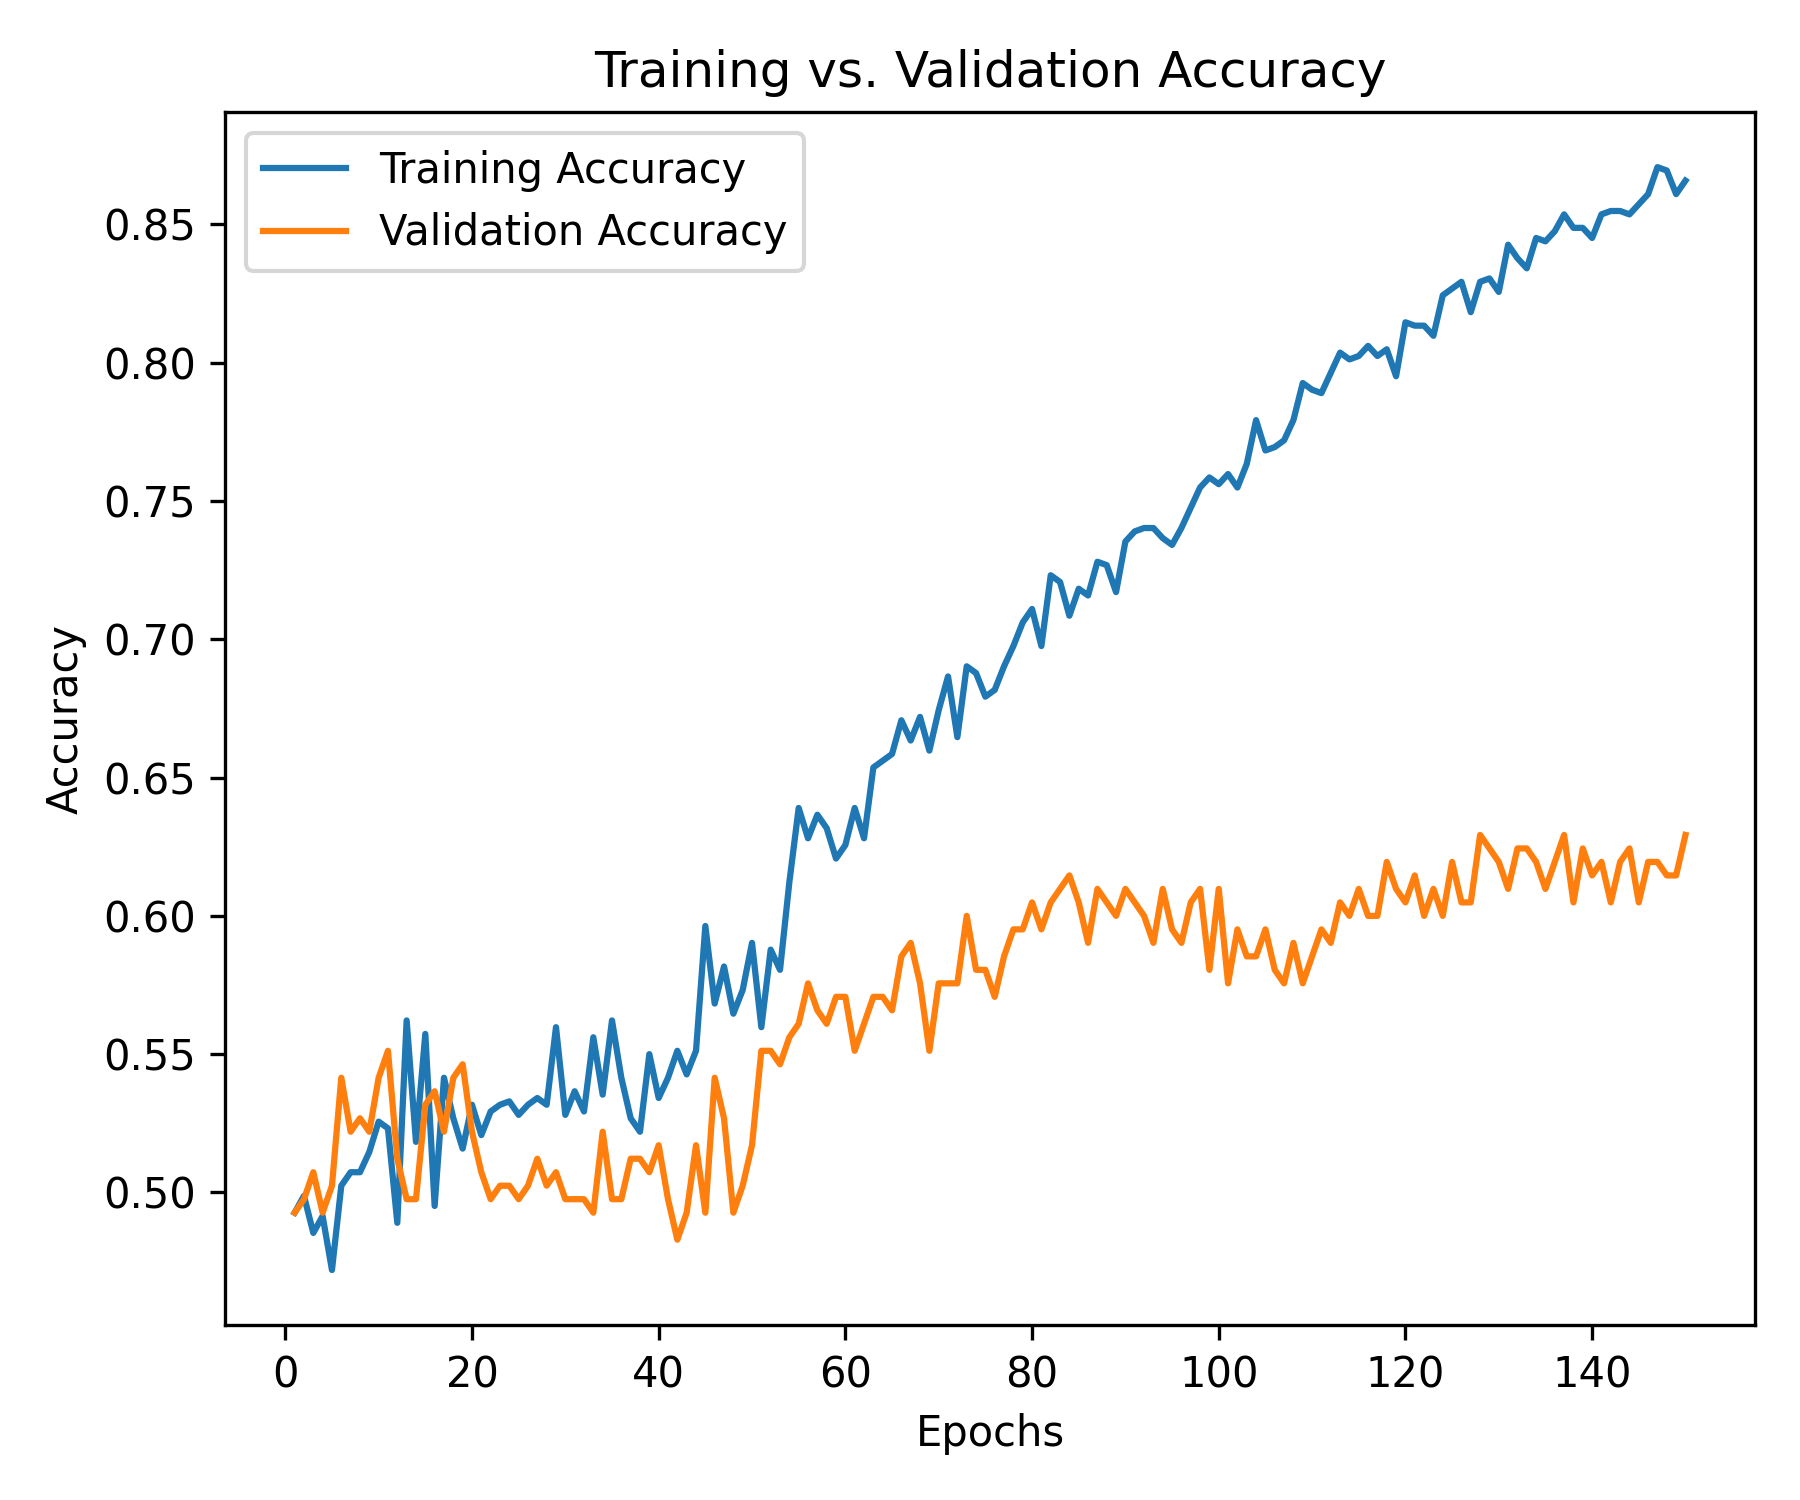 Training vs. Validation Accuracy
Training Accuracy
Validation Accuracy
0.85
0.80
0.75
0.70
0.65
0.60
0.55
0.50
Accuracy
0 20 40 60 80 100 120 140
Epochs